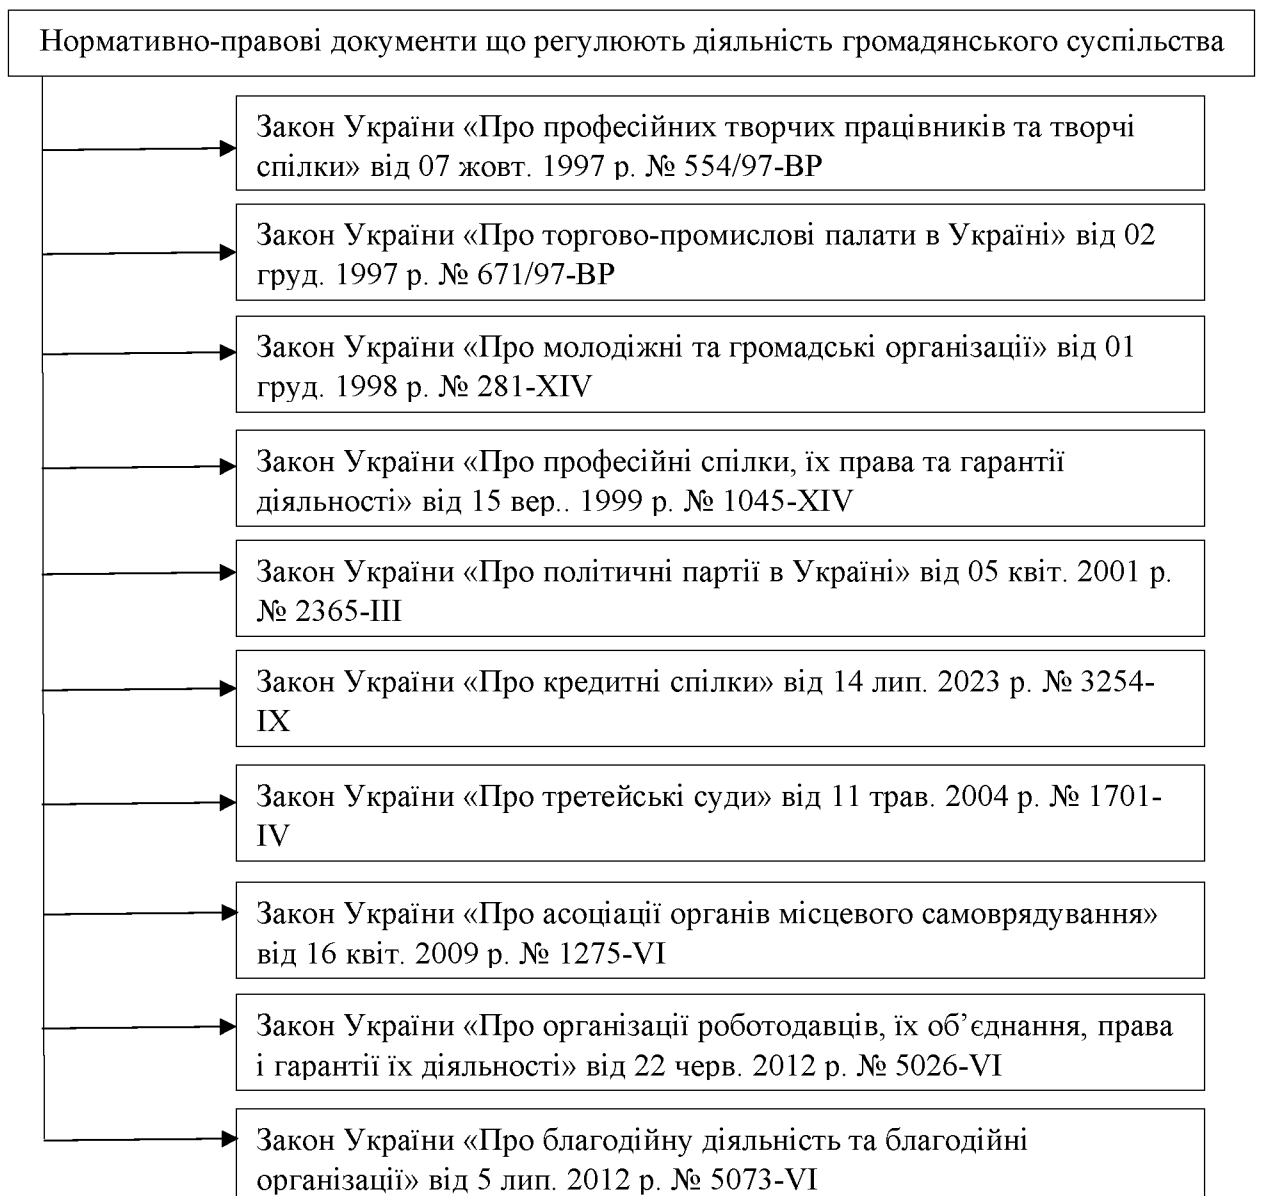 Нормативно-правові документи що регулюють діяльність громадянського суспільства
Закон України «Про професійних творчих працівників та творчі
спілки» від 07 жовт. 1997 р. № 554/97-ВР
Закон України «Про торгово-промислові палати в Україні» від 02
груд. 1997 р. № 671/97-ВР
Закон України «Про молодіжні та громадські організації» від 01
груд. 1998 р. № 281-XIV
Закон України «Про професійні спілки, їх права та гарантії
діяльності» від 15 вер.. 1999 р. № 1045-XIV
Закон України «Про політичні партії в Україні» від 05 квіт. 2001 р.
№ 2365-III
Закон України «Про кредитні спілки» від 14 лип. 2023 р. № 3254-
IX
Закон України «Про третейські суди» від 11 трав. 2004 р. № 1701-
IV
Закон України «Про асоціації органів місцевого самоврядування»
від 16 квіт. 2009 р. № 1275-VI
Закон України «Про організації роботодавців, їх об’єднання, права
і гарантії їх діяльності» від 22 черв. 2012 р. № 5026-VI
Закон України «Про благодійну діяльність та благодійні
організації» від 5 лип. 2012 р. № 5073-VI